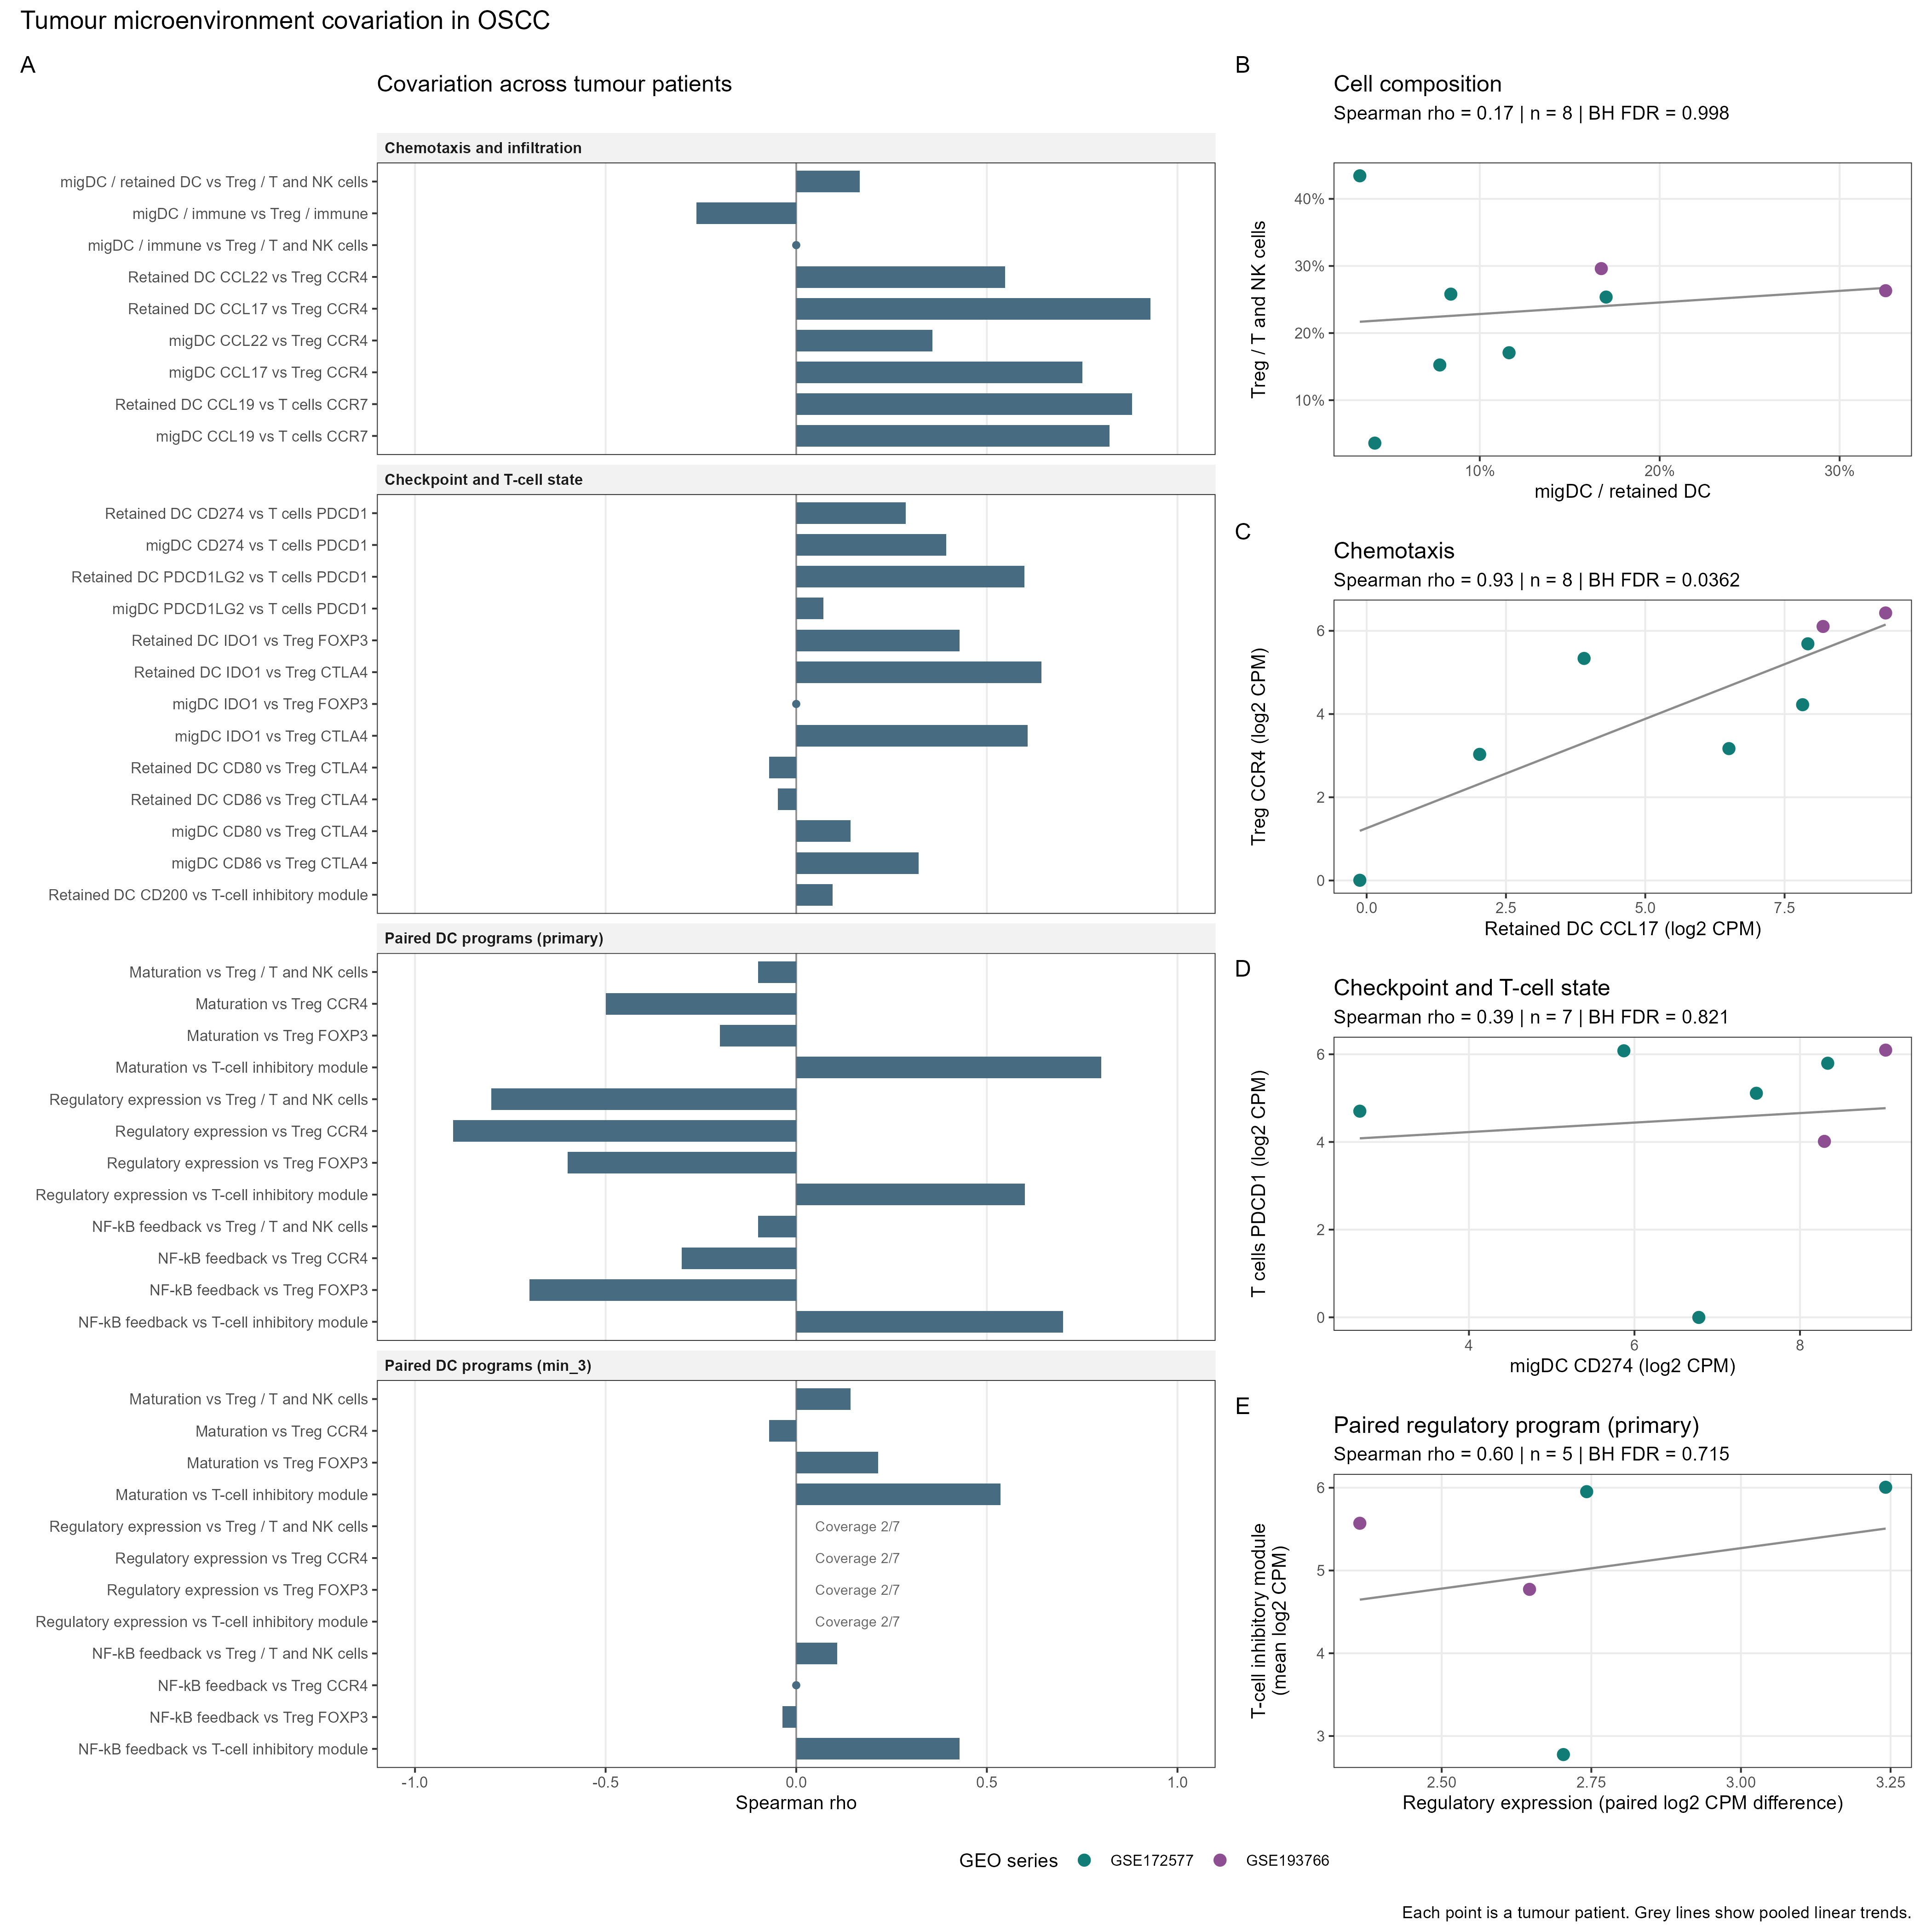 Tumour microenvironment covariation in OSCC
A
Covariation across tumour patients
Chemotaxis and infiltration
migDC / retained DC vs Treg / T and NK cells
migDC / immune vs Treg / immune
migDC / immune vs Treg / T and NK cells
Retained DC CCL22 vs Treg CCR4
Retained DC CCL17 vs Treg CCR4
migDC CCL22 vs Treg CCR4
migDC CCL17 vs Treg CCR4
Retained DC CCL19 vs T cells CCR7
migDC CCL19 vs T cells CCR7
Checkpoint and T-cell state
Retained DC CD274 vs T cells PDCD1
migDC CD274 vs T cells PDCD1
Retained DC PDCD1LG2 vs T cells PDCD1
migDC PDCD1LG2 vs T cells PDCD1
Retained DC IDO1 vs Treg FOXP3
Retained DC IDO1 vs Treg CTLA4
migDC IDO1 vs Treg FOXP3
migDC IDO1 vs Treg CTLA4
Retained DC CD80 vs Treg CTLA4
Retained DC CD86 vs Treg CTLA4
migDC CD80 vs Treg CTLA4
migDC CD86 vs Treg CTLA4
Retained DC CD200 vs T-cell inhibitory module
Paired DC programs (primary)
Maturation vs Treg / T and NK cells
Maturation vs Treg CCR4
Maturation vs Treg FOXP3
Maturation vs T-cell inhibitory module
Regulatory expression vs Treg / T and NK cells
Regulatory expression vs Treg CCR4
Regulatory expression vs Treg FOXP3
Regulatory expression vs T-cell inhibitory module
NF-kB feedback vs Treg / T and NK cells
NF-kB feedback vs Treg CCR4
NF-kB feedback vs Treg FOXP3
NF-kB feedback vs T-cell inhibitory module
Paired DC programs (min_3)
Maturation vs Treg / T and NK cells
Maturation vs Treg CCR4
Maturation vs Treg FOXP3
Maturation vs T-cell inhibitory module
Regulatory expression vs Treg / T and NK cells Coverage 2/7
Regulatory expression vs Treg CCR4 Coverage 2/7
Regulatory expression vs Treg FOXP3 Coverage 2/7
Regulatory expression vs T-cell inhibitory module Coverage 2/7
NF-kB feedback vs Treg / T and NK cells
NF-kB feedback vs Treg CCR4
NF-kB feedback vs Treg FOXP3
NF-kB feedback vs T-cell inhibitory module
-1.0 -0.5 0.0 0.5 1.0
Spearman rho
B
Cell composition
Spearman rho = 0.17 | n = 8 | BH FDR = 0.998
Treg / T and NK cells
40%
30%
20%
10%
10% 20% 30%
migDC / retained DC
C
Chemotaxis
Spearman rho = 0.93 | n = 8 | BH FDR = 0.0362
Treg CCR4 (log2 CPM)
6
4
2
0
0.0 2.5 5.0 7.5
Retained DC CCL17 (log2 CPM)
D
Checkpoint and T-cell state
Spearman rho = 0.39 | n = 7 | BH FDR = 0.821
T cells PDCD1 (log2 CPM)
6
4
2
0
4 6 8
migDC CD274 (log2 CPM)
E
Paired regulatory program (primary)
Spearman rho = 0.60 | n = 5 | BH FDR = 0.715
T-cell inhibitory module
(mean log2 CPM)
6
5
4
3
2.50 2.75 3.00 3.25
Regulatory expression (paired log2 CPM difference)
GEO series GSE172577 GSE193766
Each point is a tumour patient. Grey lines show pooled linear trends.